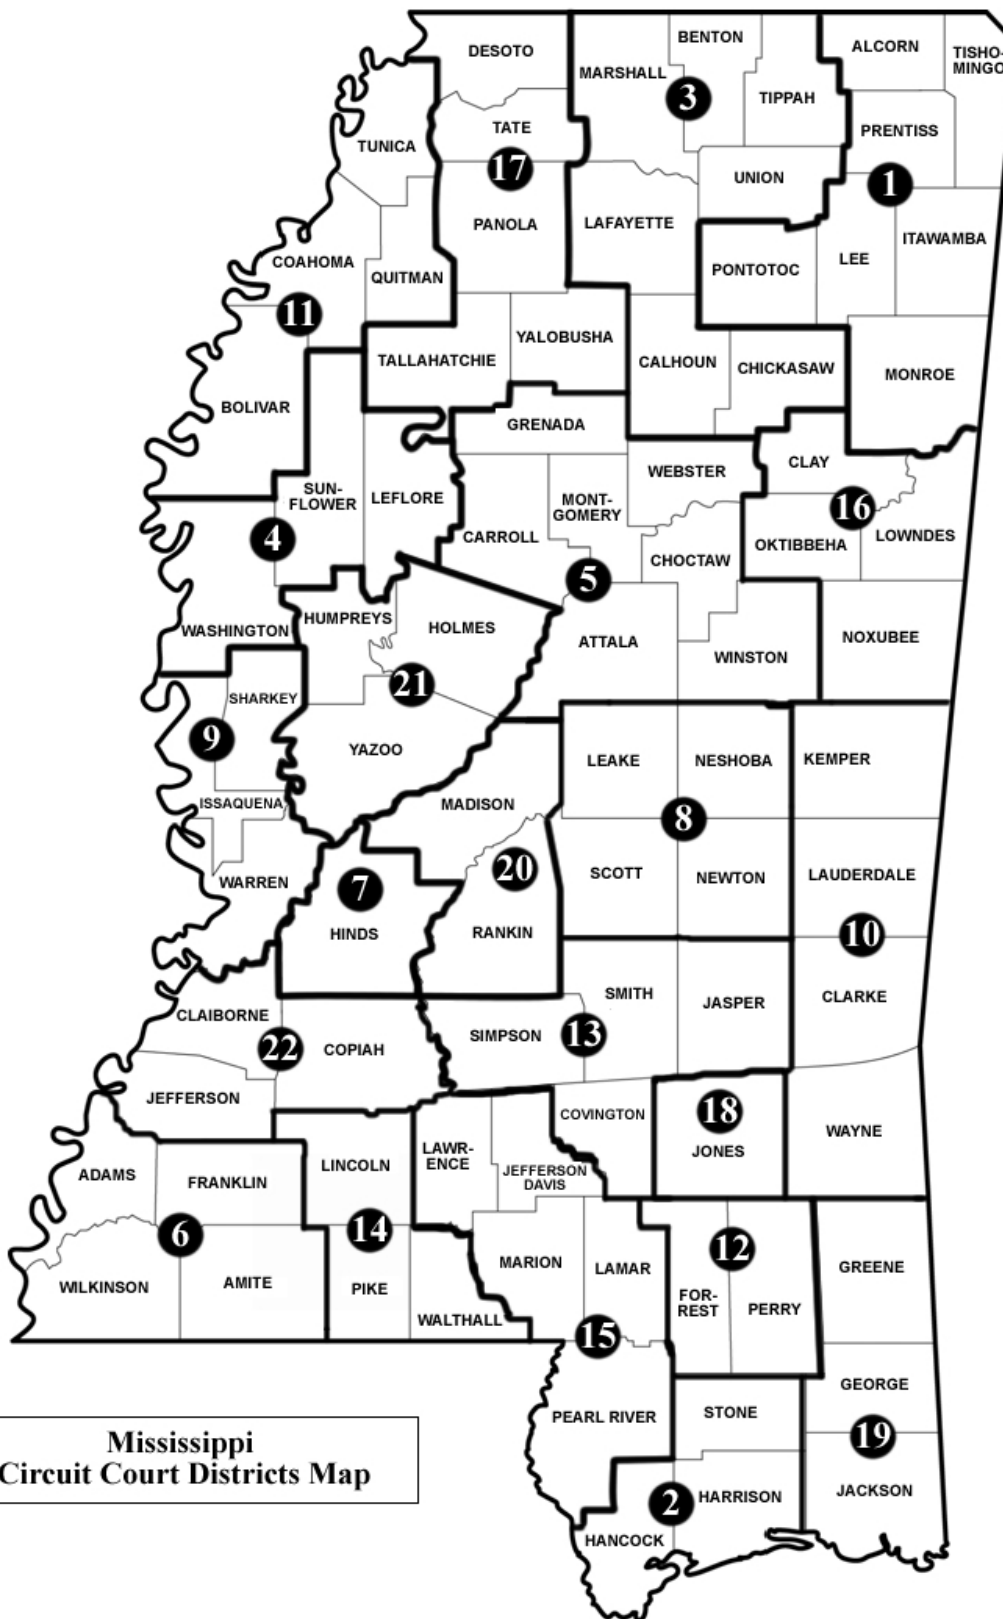 DESOTO
BENTON
ALCORN
TISHO-
MINGO
MARSHALL
3
TIPPAH
TATE
PRENTISS
TUNICA
17
UNION
1
PANOLA
LAFAYETTE
ITAWAMBA
COAHOMA
QUITMAN
PONTOTOC
LEE
11
YALOBUSHA
TALLAHATCHIE
CALHOUN
CHICKASAW
MONROE
BOLIVAR
GRENADA
WEBSTER
CLAY
SUN-
FLOWER
LEFLORE
MONT-
GOMERY
16
4
CARROLL
OKTIBBEHA
LOWNDES
CHOCTAW
5
HUMPREYS
WASHINGTON
HOLMES
ATTALA
WINSTON
NOXUBEE
SHARKEY
21
9
YAZOO
LEAKE
NESHOBA
KEMPER
ISSAQUENA
MADISON
8
WARREN
7
20
SCOTT
NEWTON
LAUDERDALE
HINDS
RANKIN
10
CLAIBORNE
SMITH
JASPER
CLARKE
22
COPIAH
SIMPSON
13
JEFFERSON
COVINGTON
18
JONES
WAYNE
ADAMS
FRANKLIN
LINCOLN
LAWR-
ENCE
JEFFERSON
DAVIS
6
14
12
WILKINSON
AMITE
PIKE
MARION
LAMAR
GREENE
FOR-
REST
PERRY
WALTHALL
15
GEORGE
PEARL RIVER
STONE
19
Mississippi
Circuit Court Districts Map
2
HARRISON
JACKSON
HANCOCK